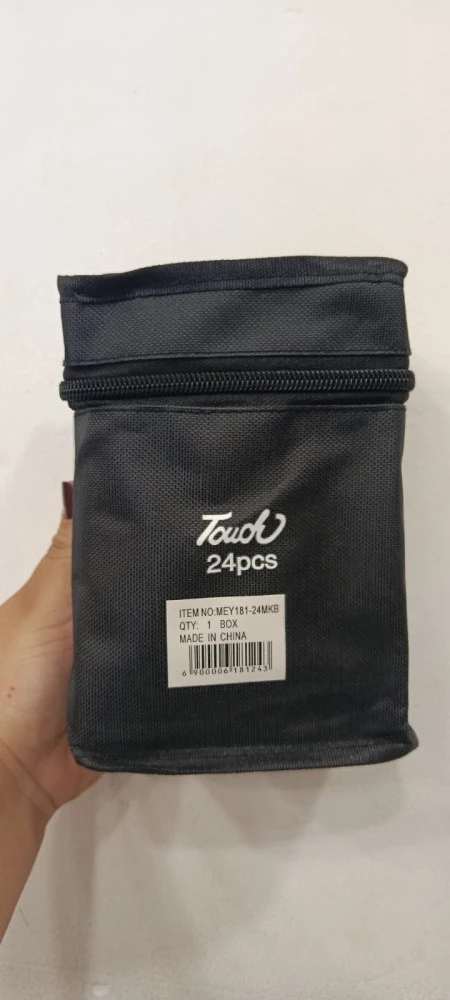 Touch
24pcs
ITEM NO:MEY181-24MKB
QTY: 1 BOX
MADE IN CHINA
6 900006 181243